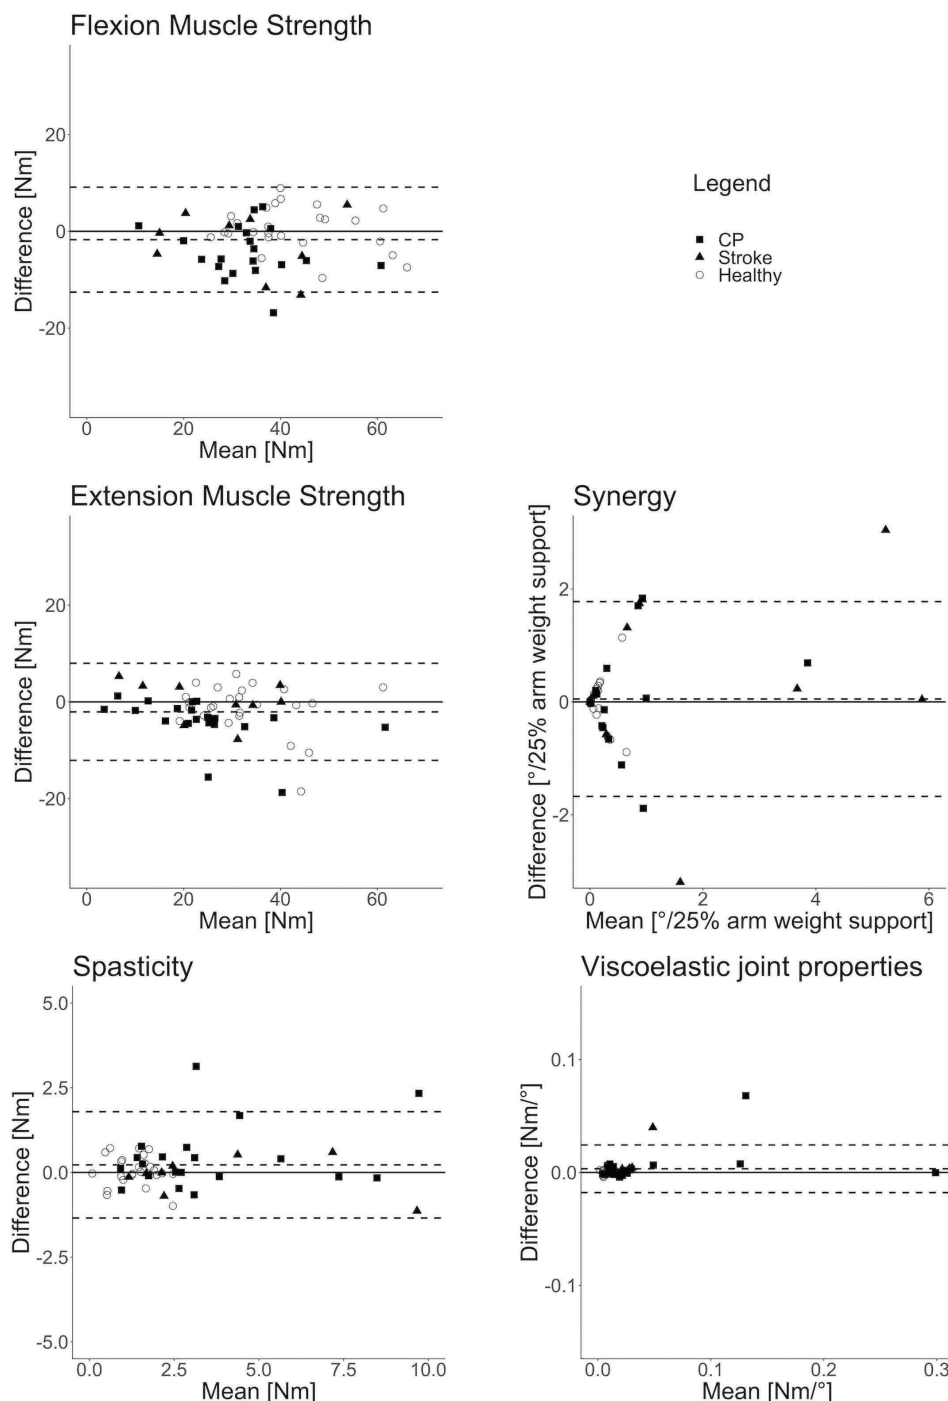 Flexion Muscle Strength
Difference [Nm]
20
0
-20
0 20 40 60
Mean [Nm]
Legend
CP
Stroke
Healthy
Extension Muscle Strength
Difference [Nm]
20
0
-20
0 20 40 60
Mean [Nm]
Synergy
Difference [°/25% arm weight support]
2
0
-2
0 2 4 6
Mean [°/25% arm weight support]
Spasticity
Difference [Nm]
5.0
2.5
0.0
-2.5
-5.0
0.0 2.5 5.0 7.5 10.0
Mean [Nm]
Viscoelastic joint properties
Difference [Nm/°]
0.1
0.0
-0.1
0.0 0.1 0.2 0.3
Mean [Nm/°]